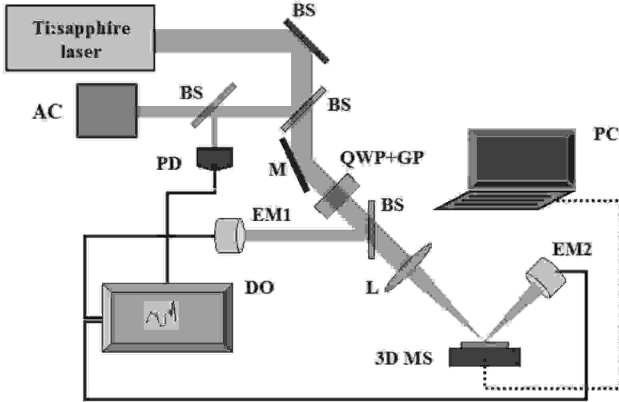 Ti:sapphire
laser
BS
BS
BS
AC
PC
PD
M
QWP+GP
BS
EM1
EM2
DO
L
3D MS